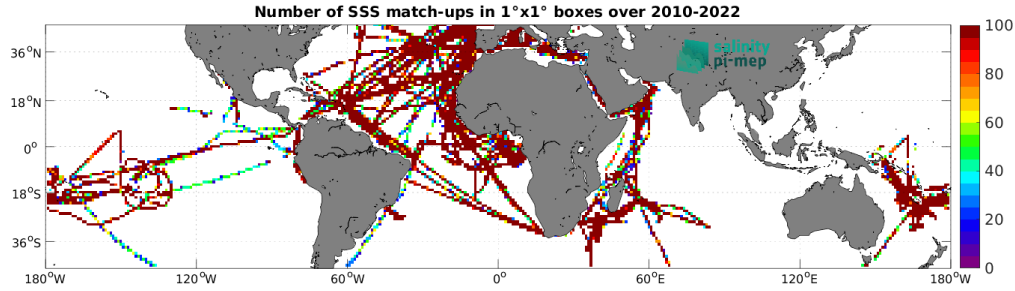 Number of SSS match-ups in 1°x1° boxes over 2010-2022
salinity
pi-mep
36°N
18°N
0°
18°S
36°S
180°W 120°W 60°W 0° 60°E 120°E 180°W
100
80
60
40
20
0